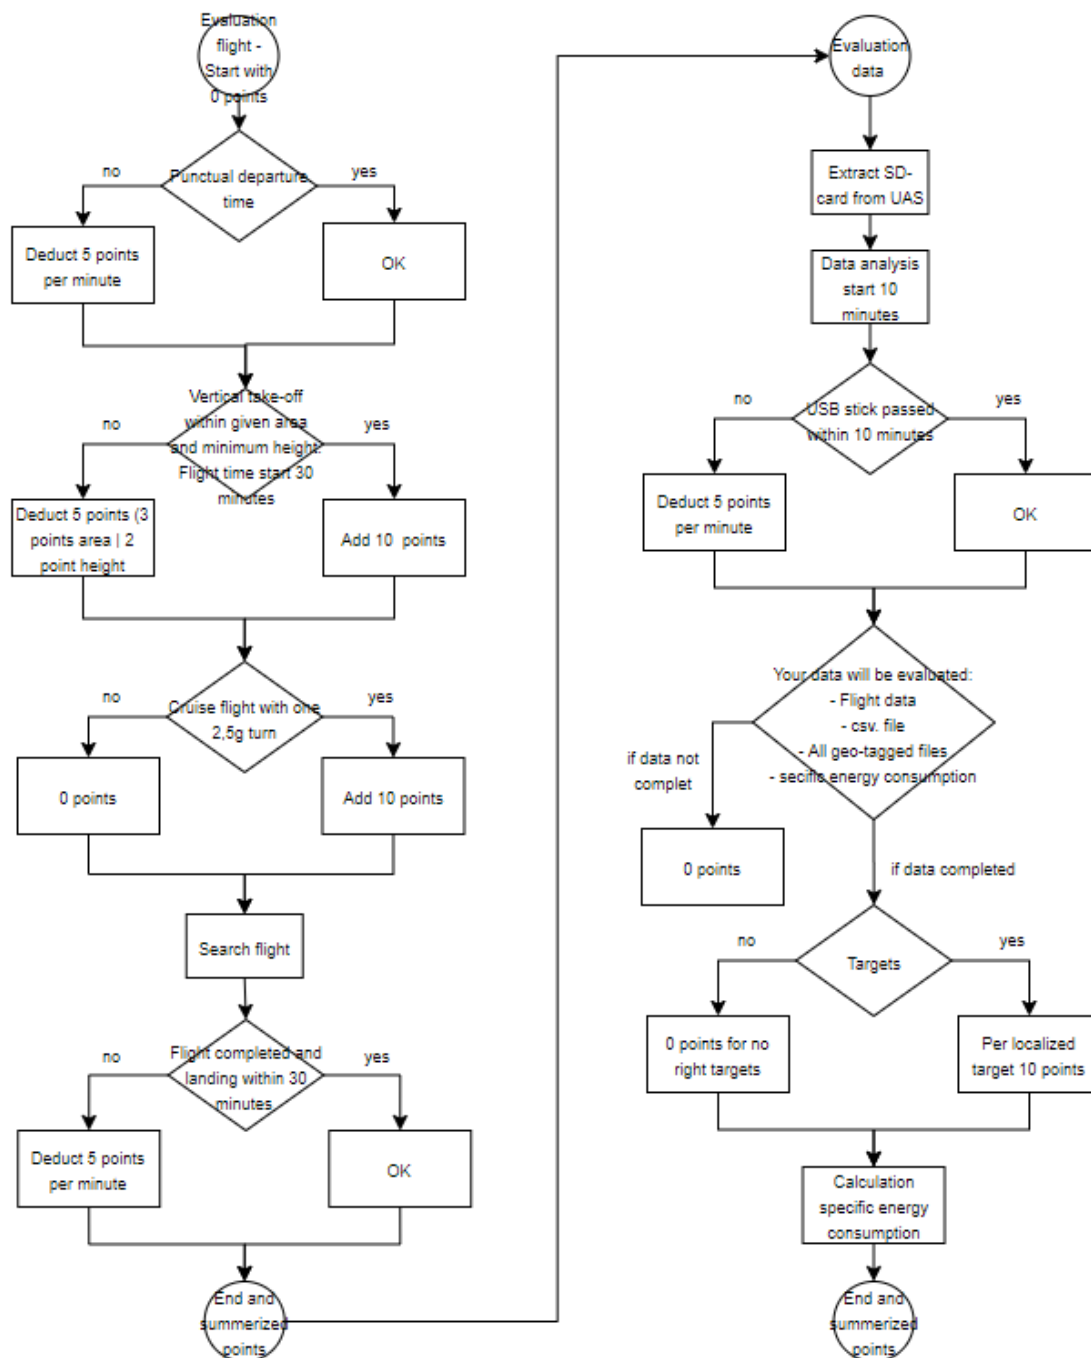 Evaluation
flight -
Start with
0 points
Punctual departure
time
no
yes
Deduct 5 points
per minute
OK
Vertical take-off
within given area
and minimum height.
Flight time start 30
minutes
no
yes
Deduct 5 points (3
points area | 2
point height
Add 10 points
Cruise flight with one
2,5g turn
no
yes
0 points
Add 10 points
Search flight
Flight completed and
landing within 30
minutes
no
yes
Deduct 5 points
per minute
OK
End and
summerized
points
Evaluation
data
Extract SD-
card from UAS
Data analysis
start 10
minutes
USB stick passed
within 10 minutes
no
yes
Deduct 5 points
per minute
OK
Your data will be evaluated:
- Flight data
- csv. file
- All geo-tagged files
- secific energy consumption
if data not
complet
0 points
if data completed
Targets
no
yes
0 points for no
right targets
Per localized
target 10 points
Calculation
specific energy
consumption
End and
summerized
points